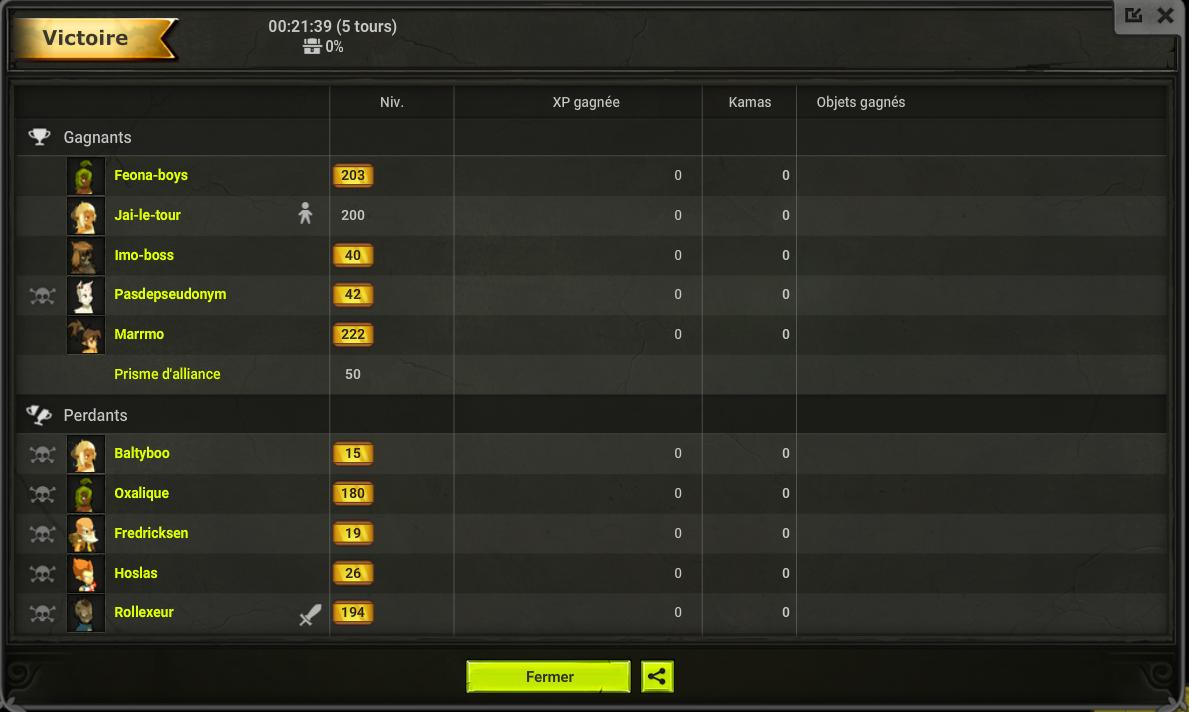 Victoire
00:21:39 (5 tours)
0%
Niv. XP gagnée Kamas Objets gagnés
Gagnants
Feona-boys 203 0 0
Jai-le-tour 200 0 0
Imo-boss 40 0 0
Pasdepseudonym 42 0 0
Marrmo 222 0 0
Prisme d'alliance 50
Perdants
Baltyboo 15 0 0
Oxalique 180 0 0
Fredricksen 19 0 0
Hoslas 26 0 0
Rollexeur 194 0 0
Fermer